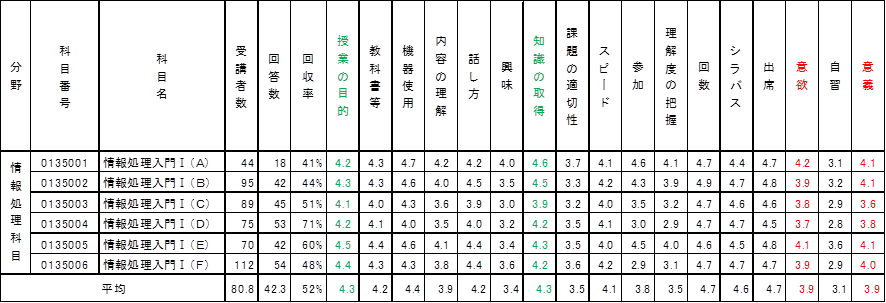 分野 科目番号 科目名 受講者数 回答数 回収率 授業の目的 教科書等 機器使用 内容の理解 話し方 興味 知識の取得 課題の適切性 スピード 参加 理解度の把握 回数 シラバス 出席 意欲 自習 意義
情報処理科目
0135001 情報処理入門Ⅰ(A) 44 18 41% 4.2 4.3 4.7 4.2 4.2 4.0 4.6 3.7 4.1 4.6 4.1 4.7 4.4 4.7 4.2 3.1 4.1
0135002 情報処理入門Ⅰ(B) 95 42 44% 4.3 4.3 4.6 4.0 4.5 3.5 4.5 3.3 4.2 4.3 3.9 4.9 4.7 4.8 3.9 3.2 4.1
0135003 情報処理入門Ⅰ(C) 89 45 51% 4.1 4.0 4.3 3.6 3.9 3.0 3.9 3.2 3.8 3.5 3.2 4.4 4.6 4.6 3.8 2.9 3.6
0135004 情報処理入門Ⅰ(D) 75 53 71% 4.2 4.1 4.0 3.5 4.0 3.2 4.2 3.5 4.1 3.0 2.9 4.7 4.7 4.5 3.7 2.8 3.8
0135005 情報処理入門Ⅰ(E) 70 42 60% 4.5 4.4 4.6 4.1 4.4 3.4 4.3 3.5 4.0 4.5 4.0 4.6 4.5 4.8 4.1 3.6 4.1
0135006 情報処理入門Ⅰ(F) 112 54 48% 4.4 4.3 4.3 3.8 4.4 3.6 4.2 3.6 4.2 2.9 3.1 4.7 4.7 4.7 3.9 2.9 4.0
平均 80.8 42.3 52% 4.3 4.2 4.4 3.9 4.2 3.4 4.3 3.5 4.1 3.8 3.5 4.7 4.6 4.7 3.9 3.1 3.9